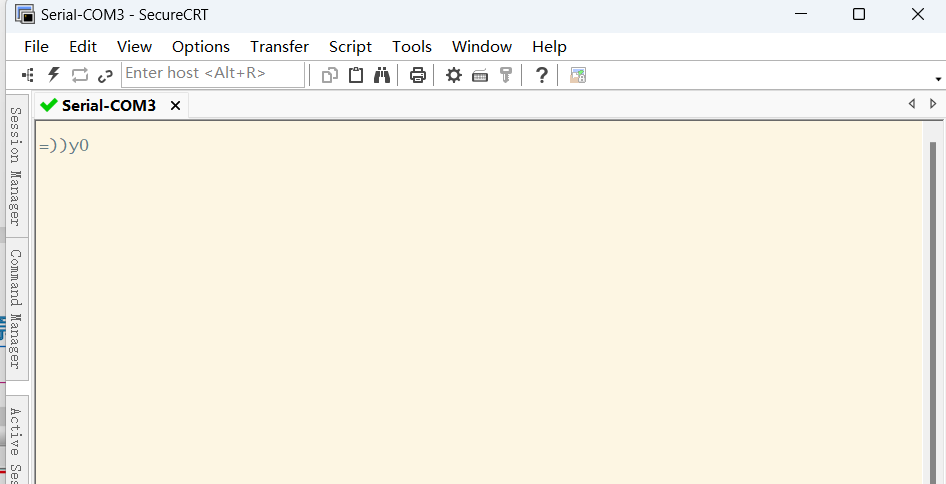 Serial-COM3 - SecureCRT
File Edit View Options Transfer Script Tools Window Help
Enter host <Alt+R>
Serial-COM3
=))y0
Session Manager
Command Manager
Active Ses